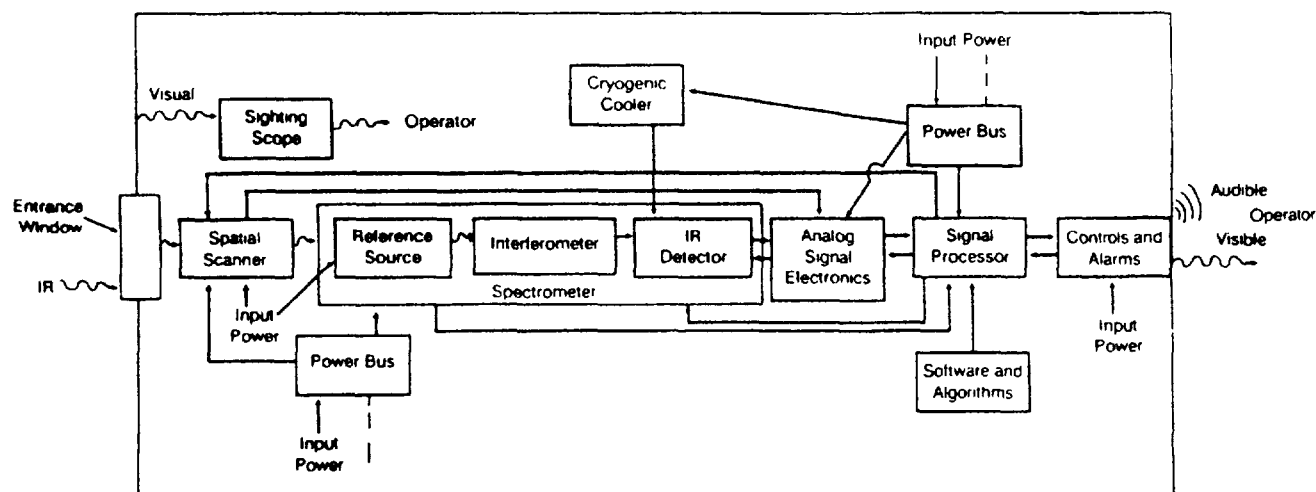 Input Power
Cryogenic
Cooler
Visual
Sighting
Scope
Operator
Power Bus
Entrance
Window
IR
Spatial
Scanner
Reference
Source
Interferometer
IR
Detector
Spectrometer
Analog
Signal
Electronics
Signal
Processor
Controls and
Alarms
Audible
Operator
Visible
Input
Power
Power Bus
Input
Power
Software and
Algorithms
Input
Power